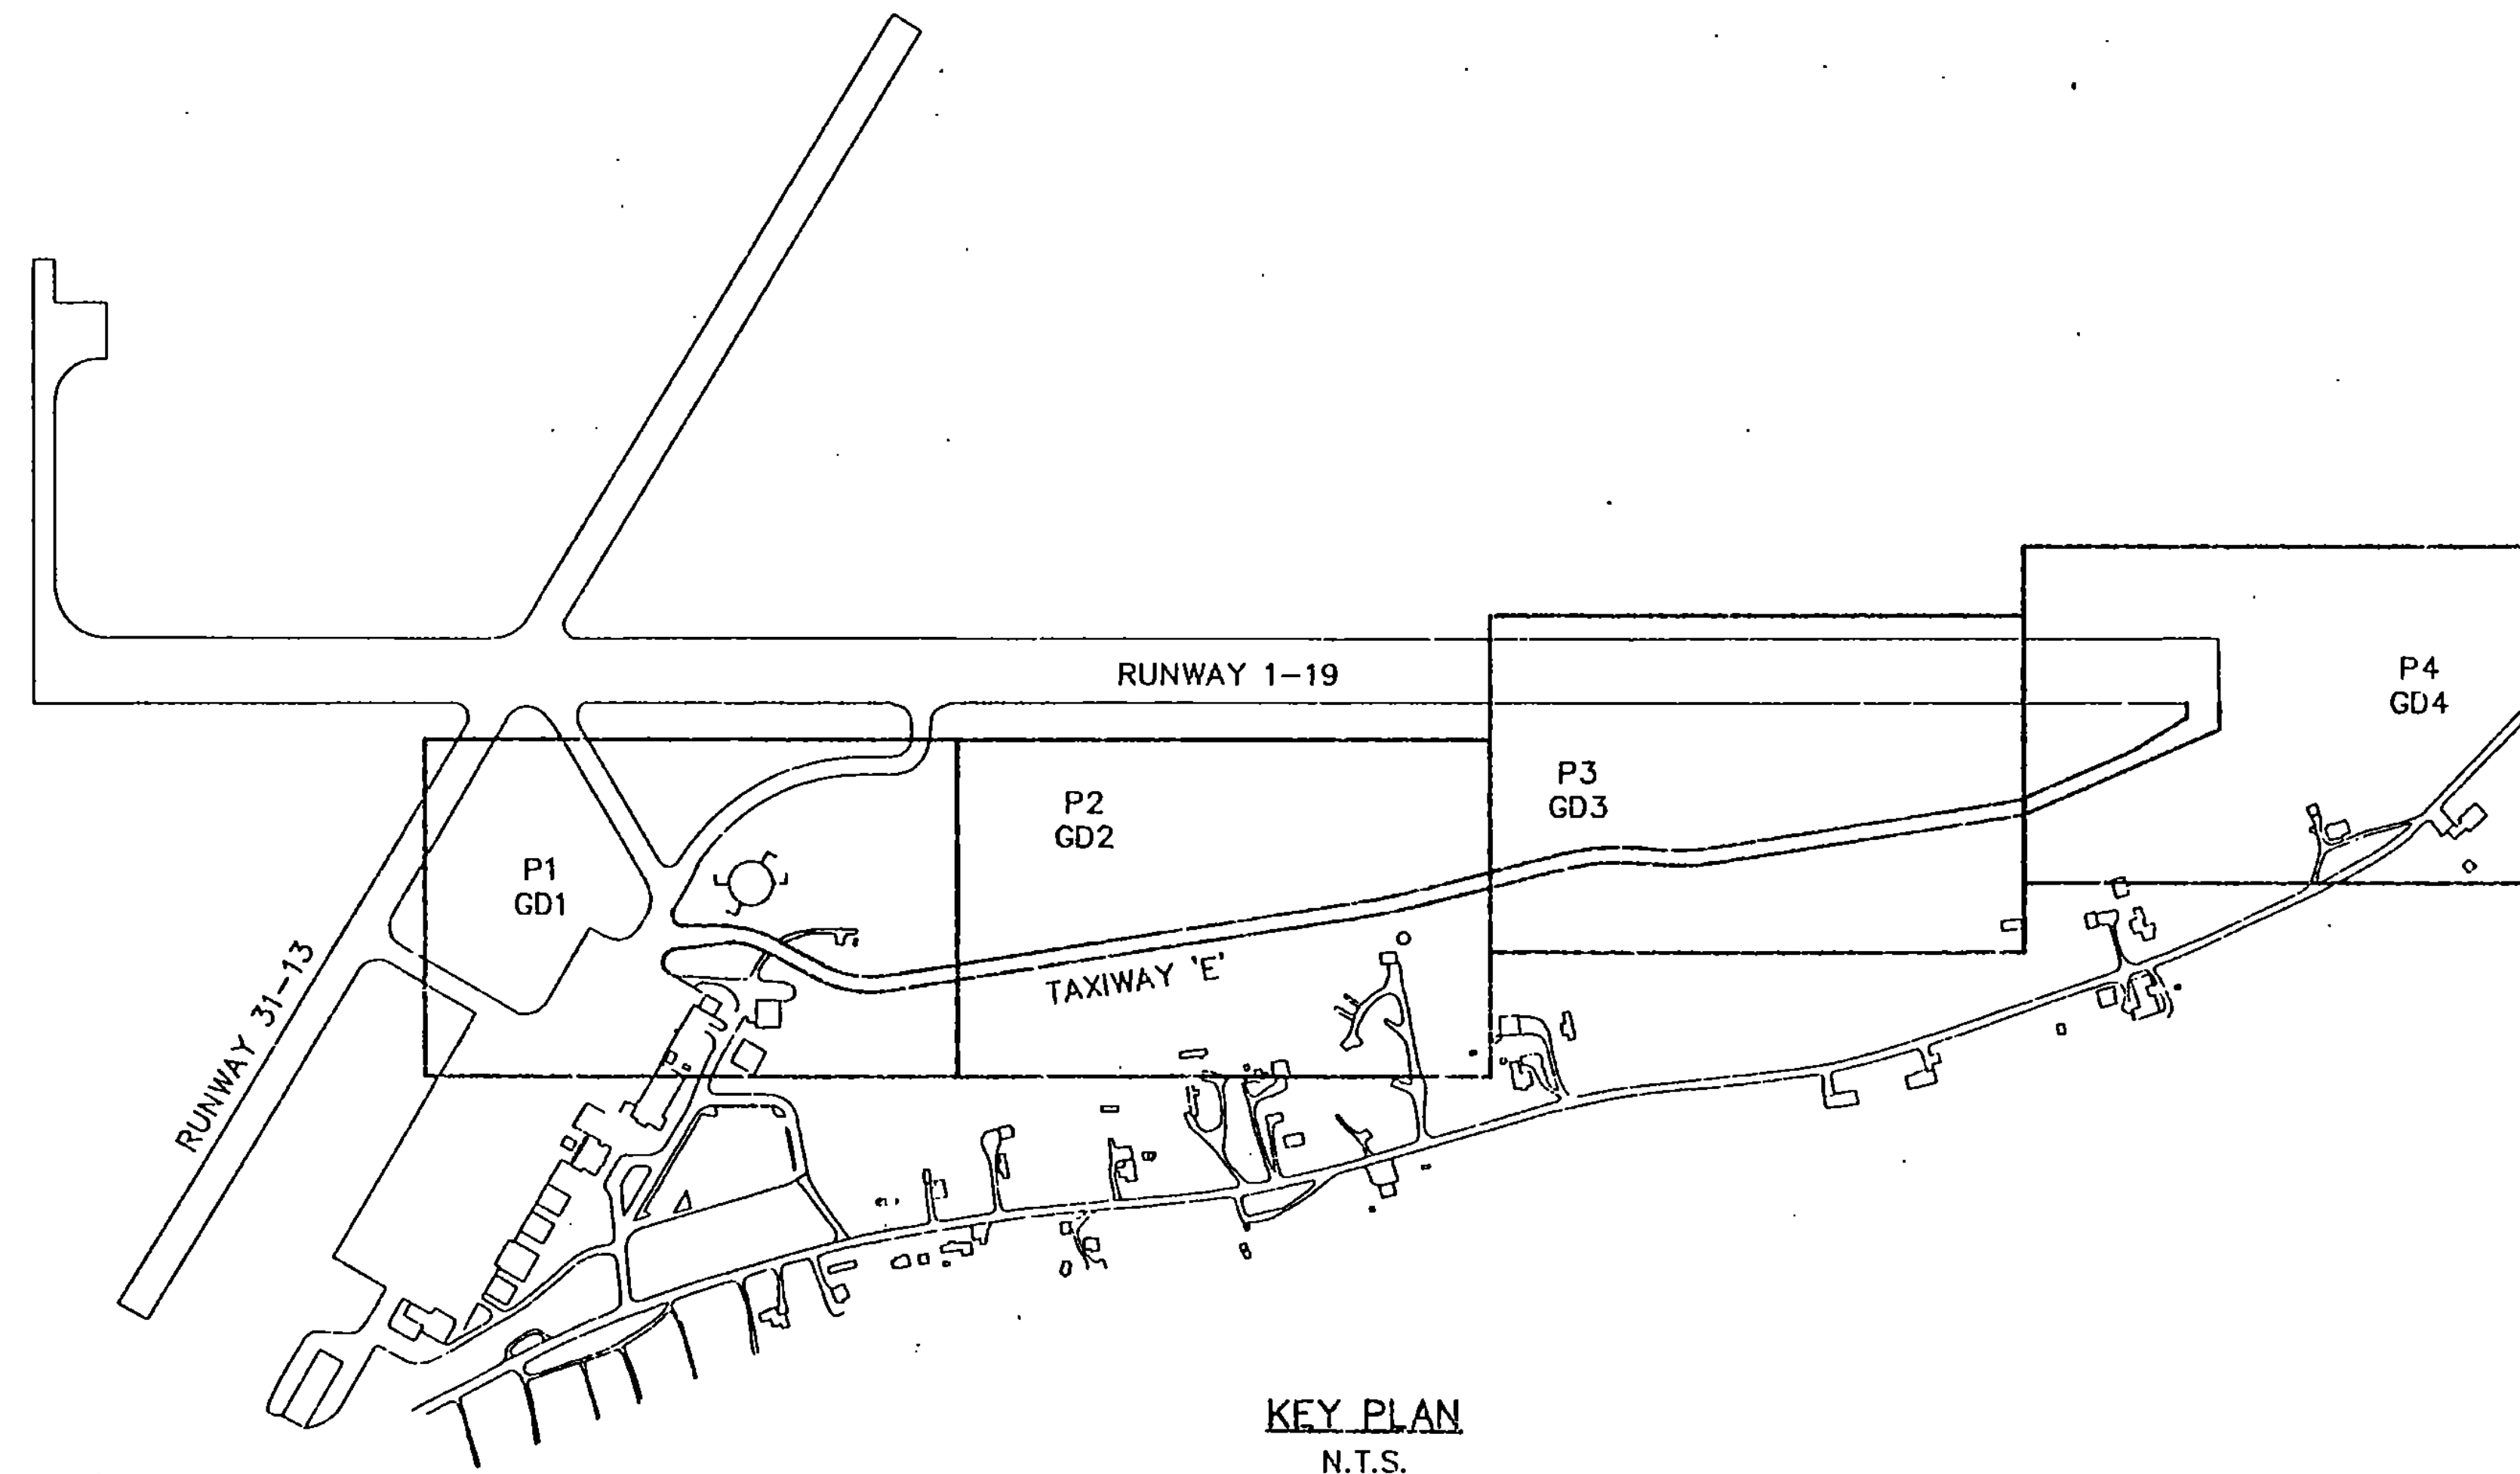 RUNWAY 1-19
P4
GD4
P3
GD3
P2
GD2
P1
GD1
TAXIWAY 'E'
RUNWAY 31-13
KEY PLAN
N.T.S.